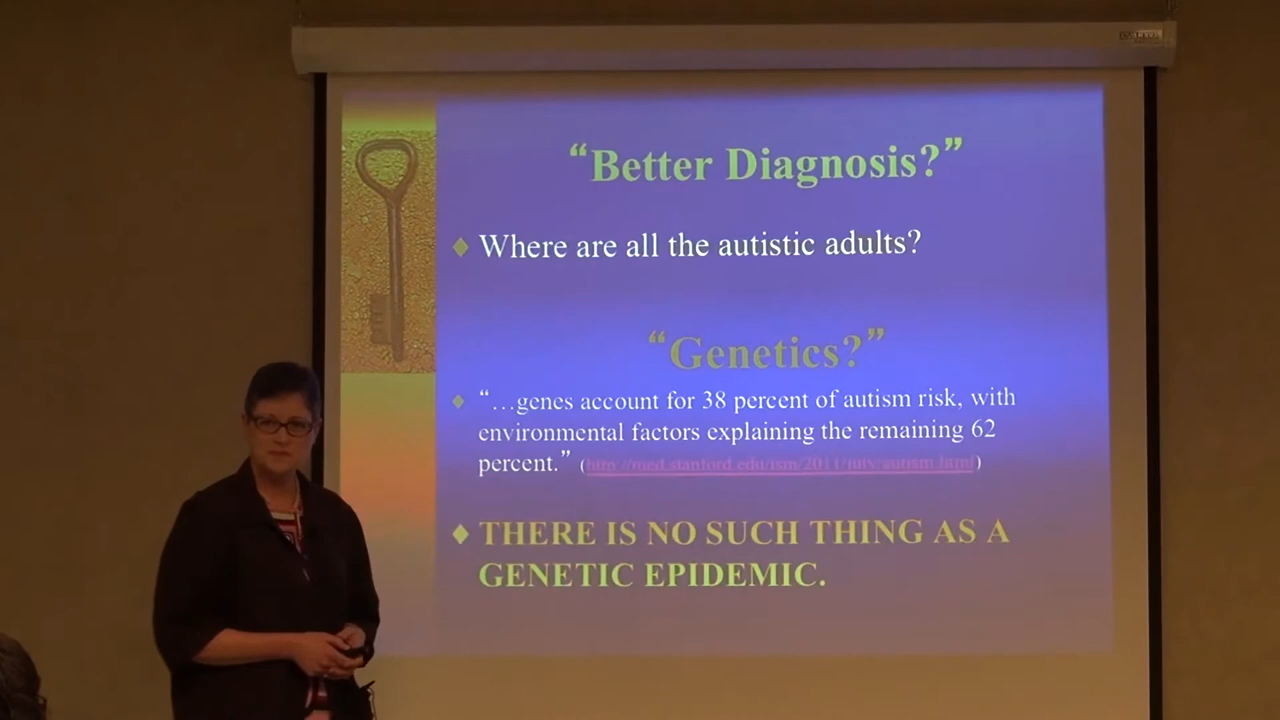 “Better Diagnosis?”
Where are all the autistic adults?
“Genetics?”
“…genes account for 38 percent of autism risk, with
environmental factors explaining the remaining 62
percent.” (http://med.stanford.edu/ism/2011/july/autism.html)
THERE IS NO SUCH THING AS A
GENETIC EPIDEMIC.